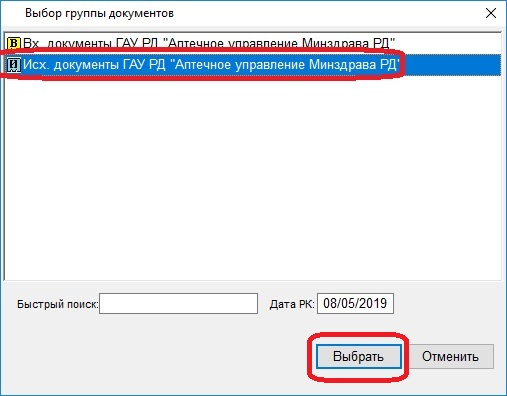 Выбор группы документов
В Вх. документы ГАУ РД "Аптечное управление Минздрава РД"
И Исх. документы ГАУ РД "Аптечное управление Минздрава РД"
Быстрый поиск: Дата РК: 08/05/2019
Выбрать Отменить